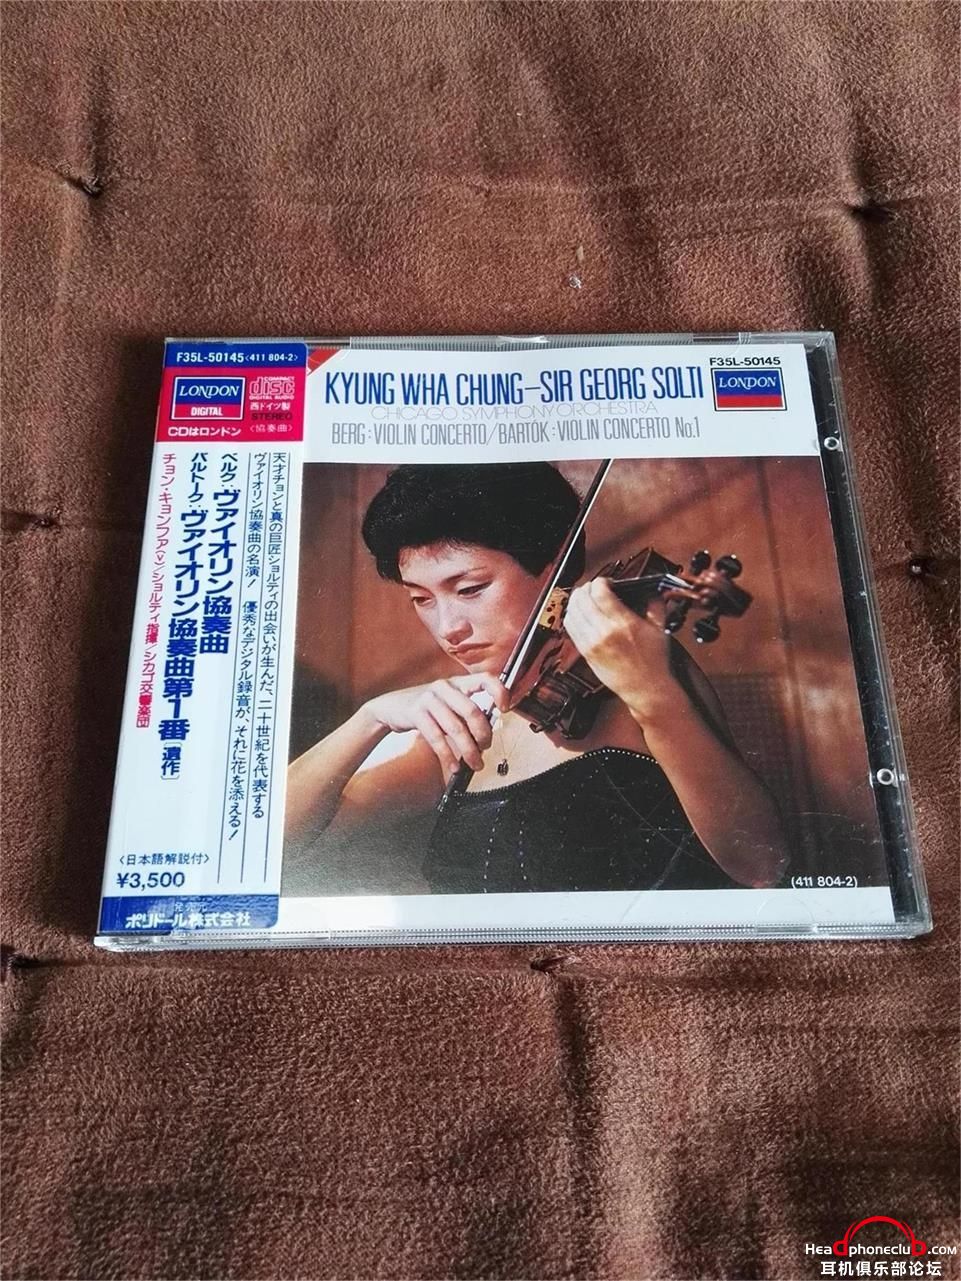 F35L-50145<411 804-2>
LONDON
DIGITAL
CDはロンドン
COMPACT
disc
DIGITAL AUDIO
西ドイツ製
STEREO
〈協奏曲〉
天才チョンと真の巨匠ショルティの出会いが生んだ、二十世紀を代表する
ヴァイオリン協奏曲の名演! 優秀なデジタル録音が、それに花を添える!
ベルク:ヴァイオリン協奏曲
バルトーク:ヴァイオリン協奏曲第1番〔遺作〕
チョン・キョンファ(v)/ショルティ指揮/シカゴ交響楽団
〈日本語解説付〉
¥3,500
発売元
ポリドール株式会社
F35L-50145
KYUNG WHA CHUNG–SIR GEORG SOLTI
LONDON
CHICAGO SYMPHONY ORCHESTRA
BERG: VIOLIN CONCERTO/BARTÓK: VIOLIN CONCERTO No.1
(411 804-2)
Headphoneclub.com
耳机俱乐部论坛